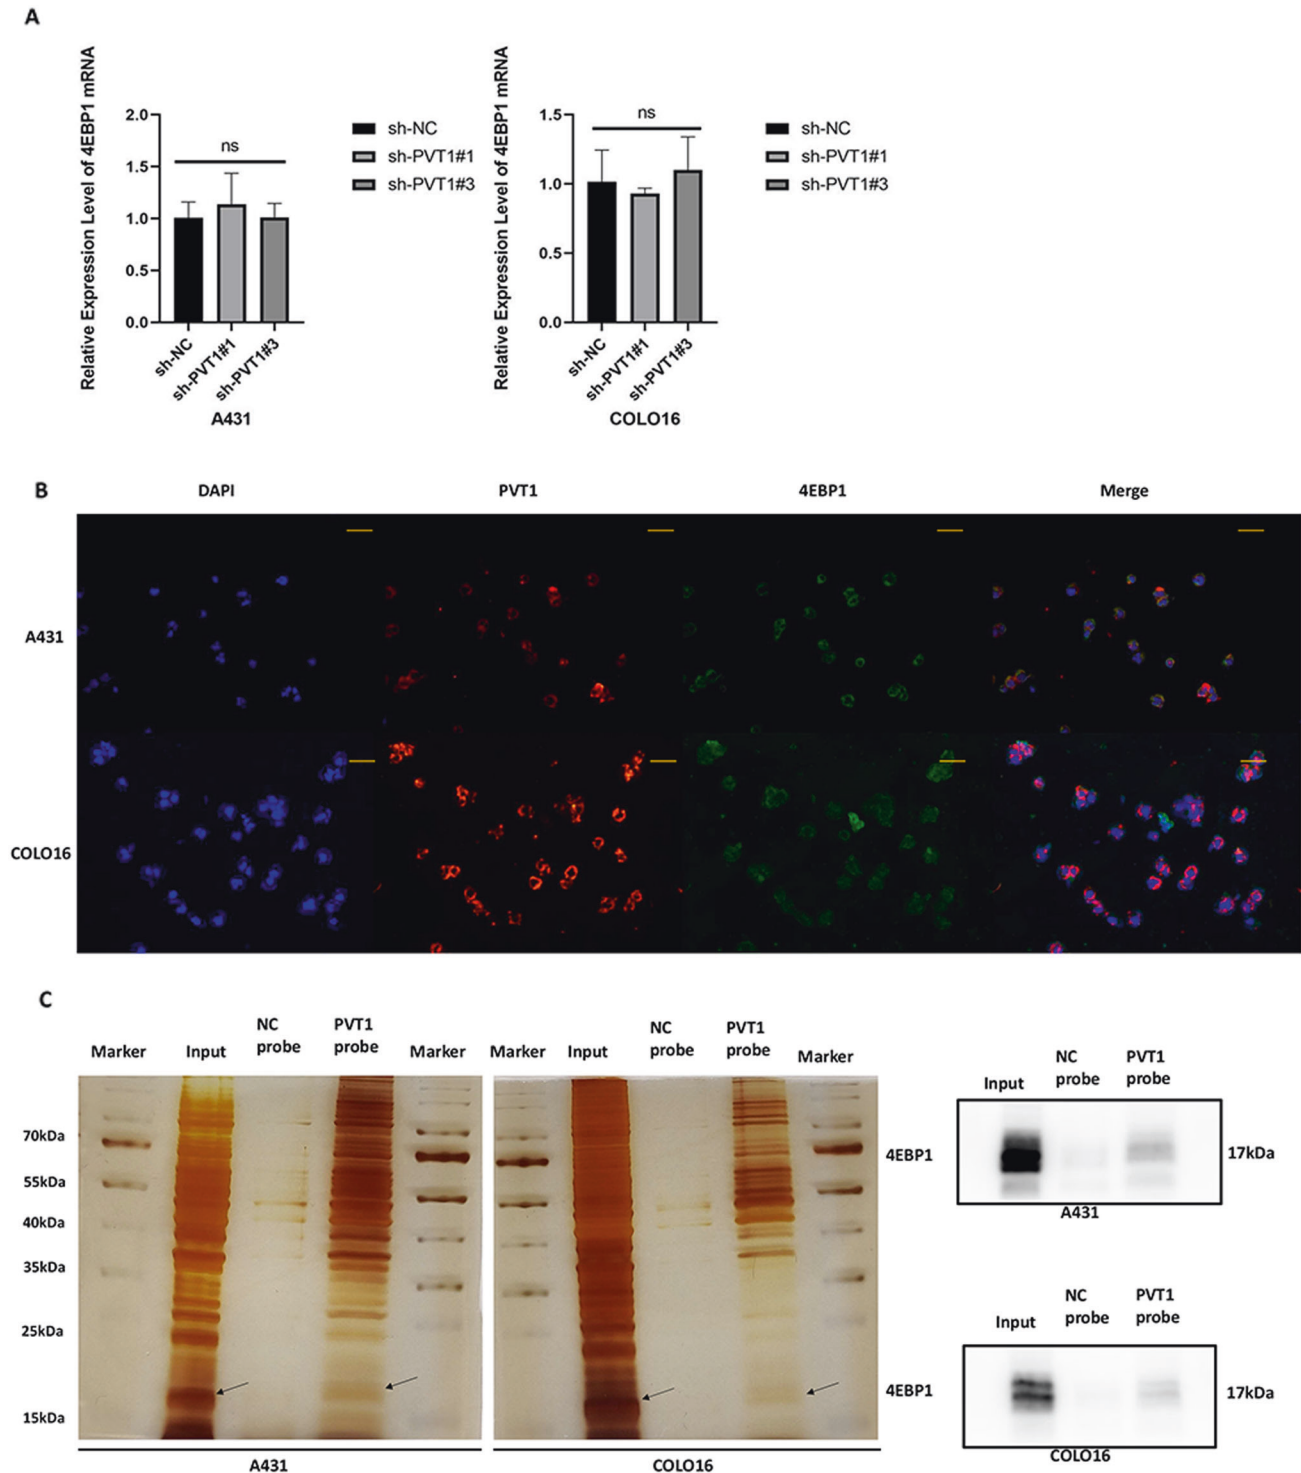 A
Relative Expression Level of 4EBP1 mRNA
2.0
1.5
1.0
0.5
0.0
ns
sh-NC
sh-PVT1#1
sh-PVT1#3
sh-NC
sh-PVT1#1
sh-PVT1#3
A431
Relative Expression Level of 4EBP1 mRNA
1.5
1.0
0.5
0.0
ns
sh-NC
sh-PVT1#1
sh-PVT1#3
sh-NC
sh-PVT1#1
sh-PVT1#3
COLO16
B
DAPI
PVT1
4EBP1
Merge
A431
COLO16
C
Marker
Input
NC
probe
PVT1
probe
Marker
Marker
Input
NC
probe
PVT1
probe
Marker
70kDa
55kDa
40kDa
35kDa
25kDa
15kDa
A431
COLO16
Input
NC
probe
PVT1
probe
4EBP1
17kDa
A431
Input
NC
probe
PVT1
probe
4EBP1
17kDa
COLO16